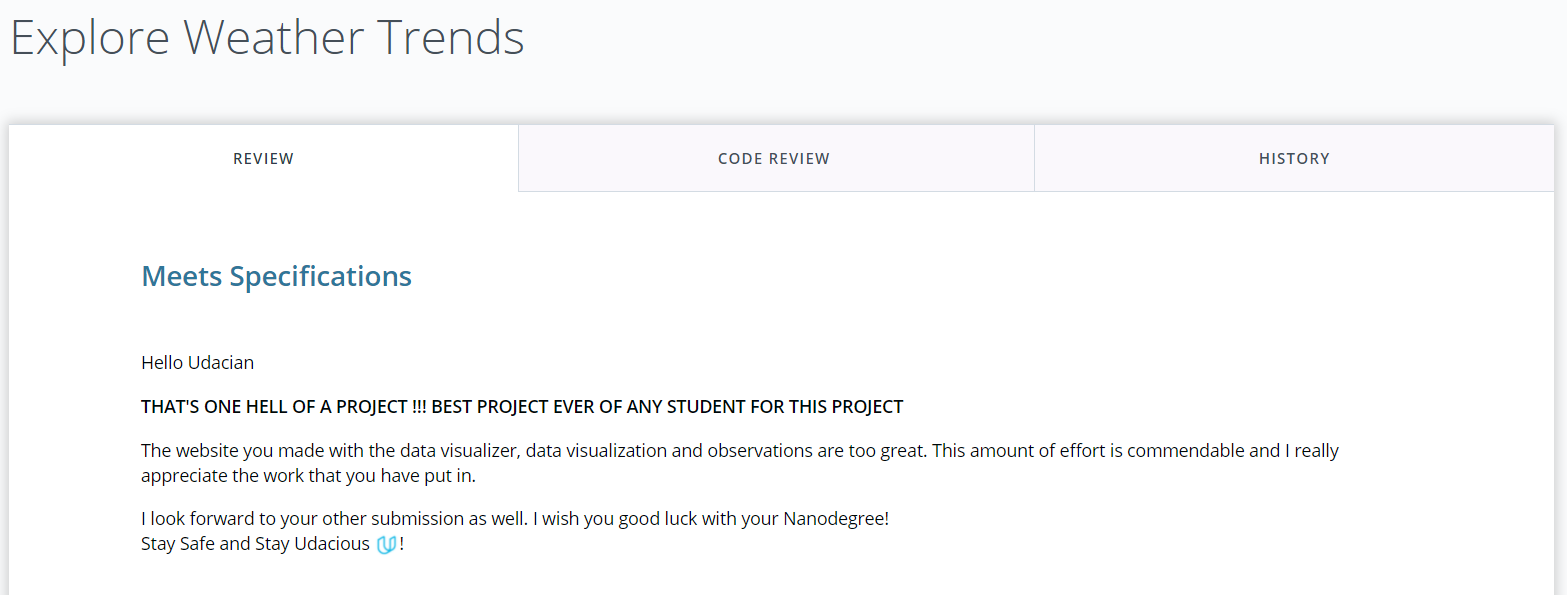 Explore Weather Trends
REVIEW
CODE REVIEW
HISTORY
Meets Specifications
Hello Udacian
THAT'S ONE HELL OF A PROJECT !!! BEST PROJECT EVER OF ANY STUDENT FOR THIS PROJECT
The website you made with the data visualizer, data visualization and observations are too great. This amount of effort is commendable and I really
appreciate the work that you have put in.
I look forward to your other submission as well. I wish you good luck with your Nanodegree!
Stay Safe and Stay Udacious !